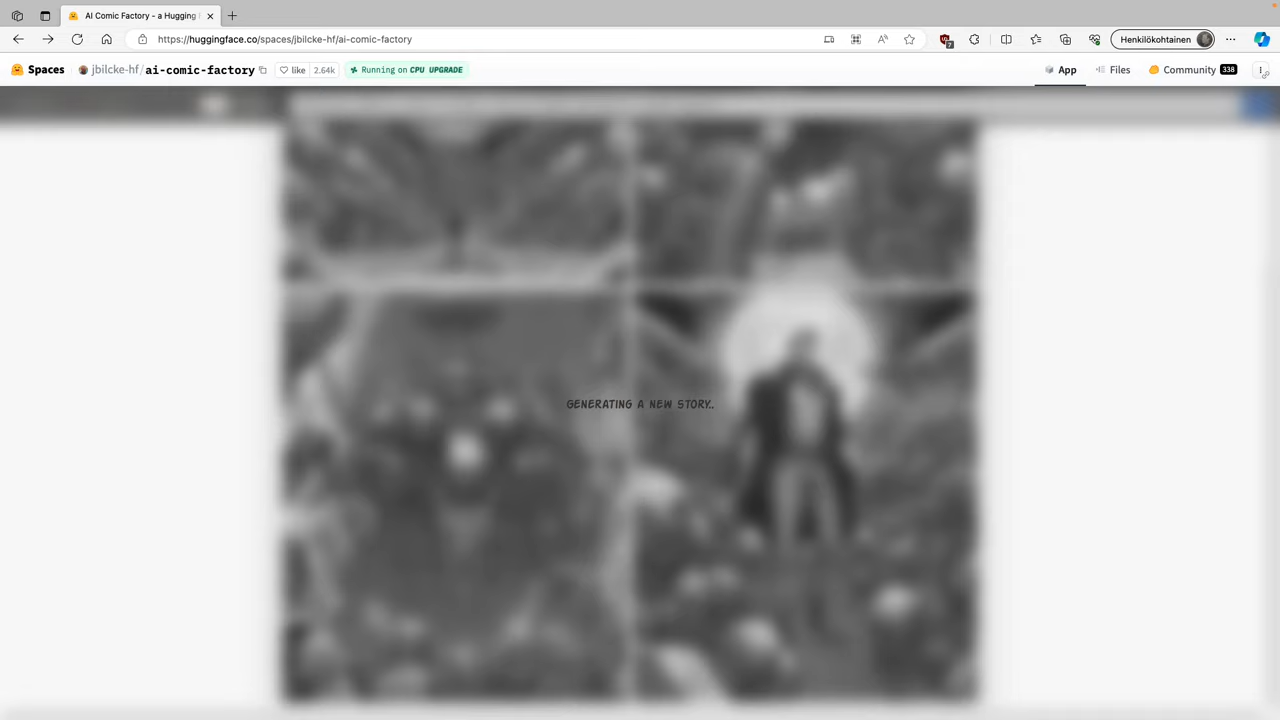 AI Comic Factory - a Hugging F
https://huggingface.co/spaces/jbilcke-hf/ai-comic-factory
7
Henkilökohtainen
Spaces jbilcke-hf/ai-comic-factory like 2.64k Running on CPU UPGRADE App Files Community 338
GENERATING A NEW STORY..